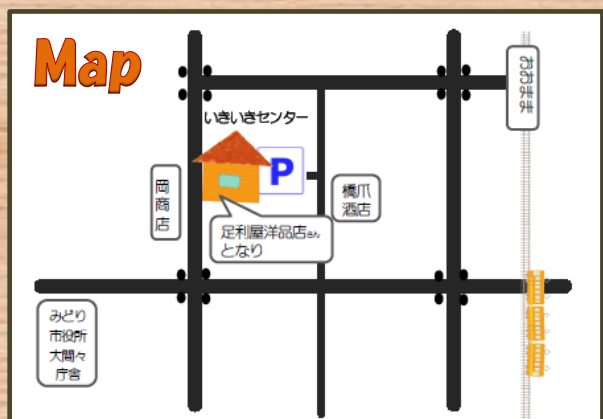 Map
おおまま
いきいきセンター
P
岡
商
店
橋爪
酒店
足利屋洋品店さん
となり
みどり
市役所
大間々
庁舎